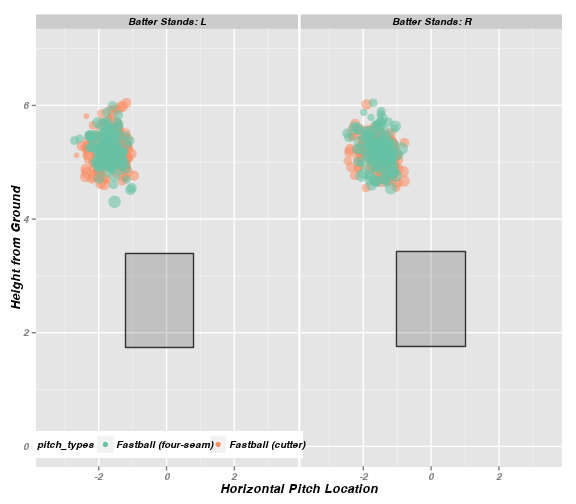 Batter Stands: L
Batter Stands: R
Height from Ground
6
4
2
0
pitch_types Fastball (four-seam) Fastball (cutter)
-2 0 2 -2 0 2
Horizontal Pitch Location